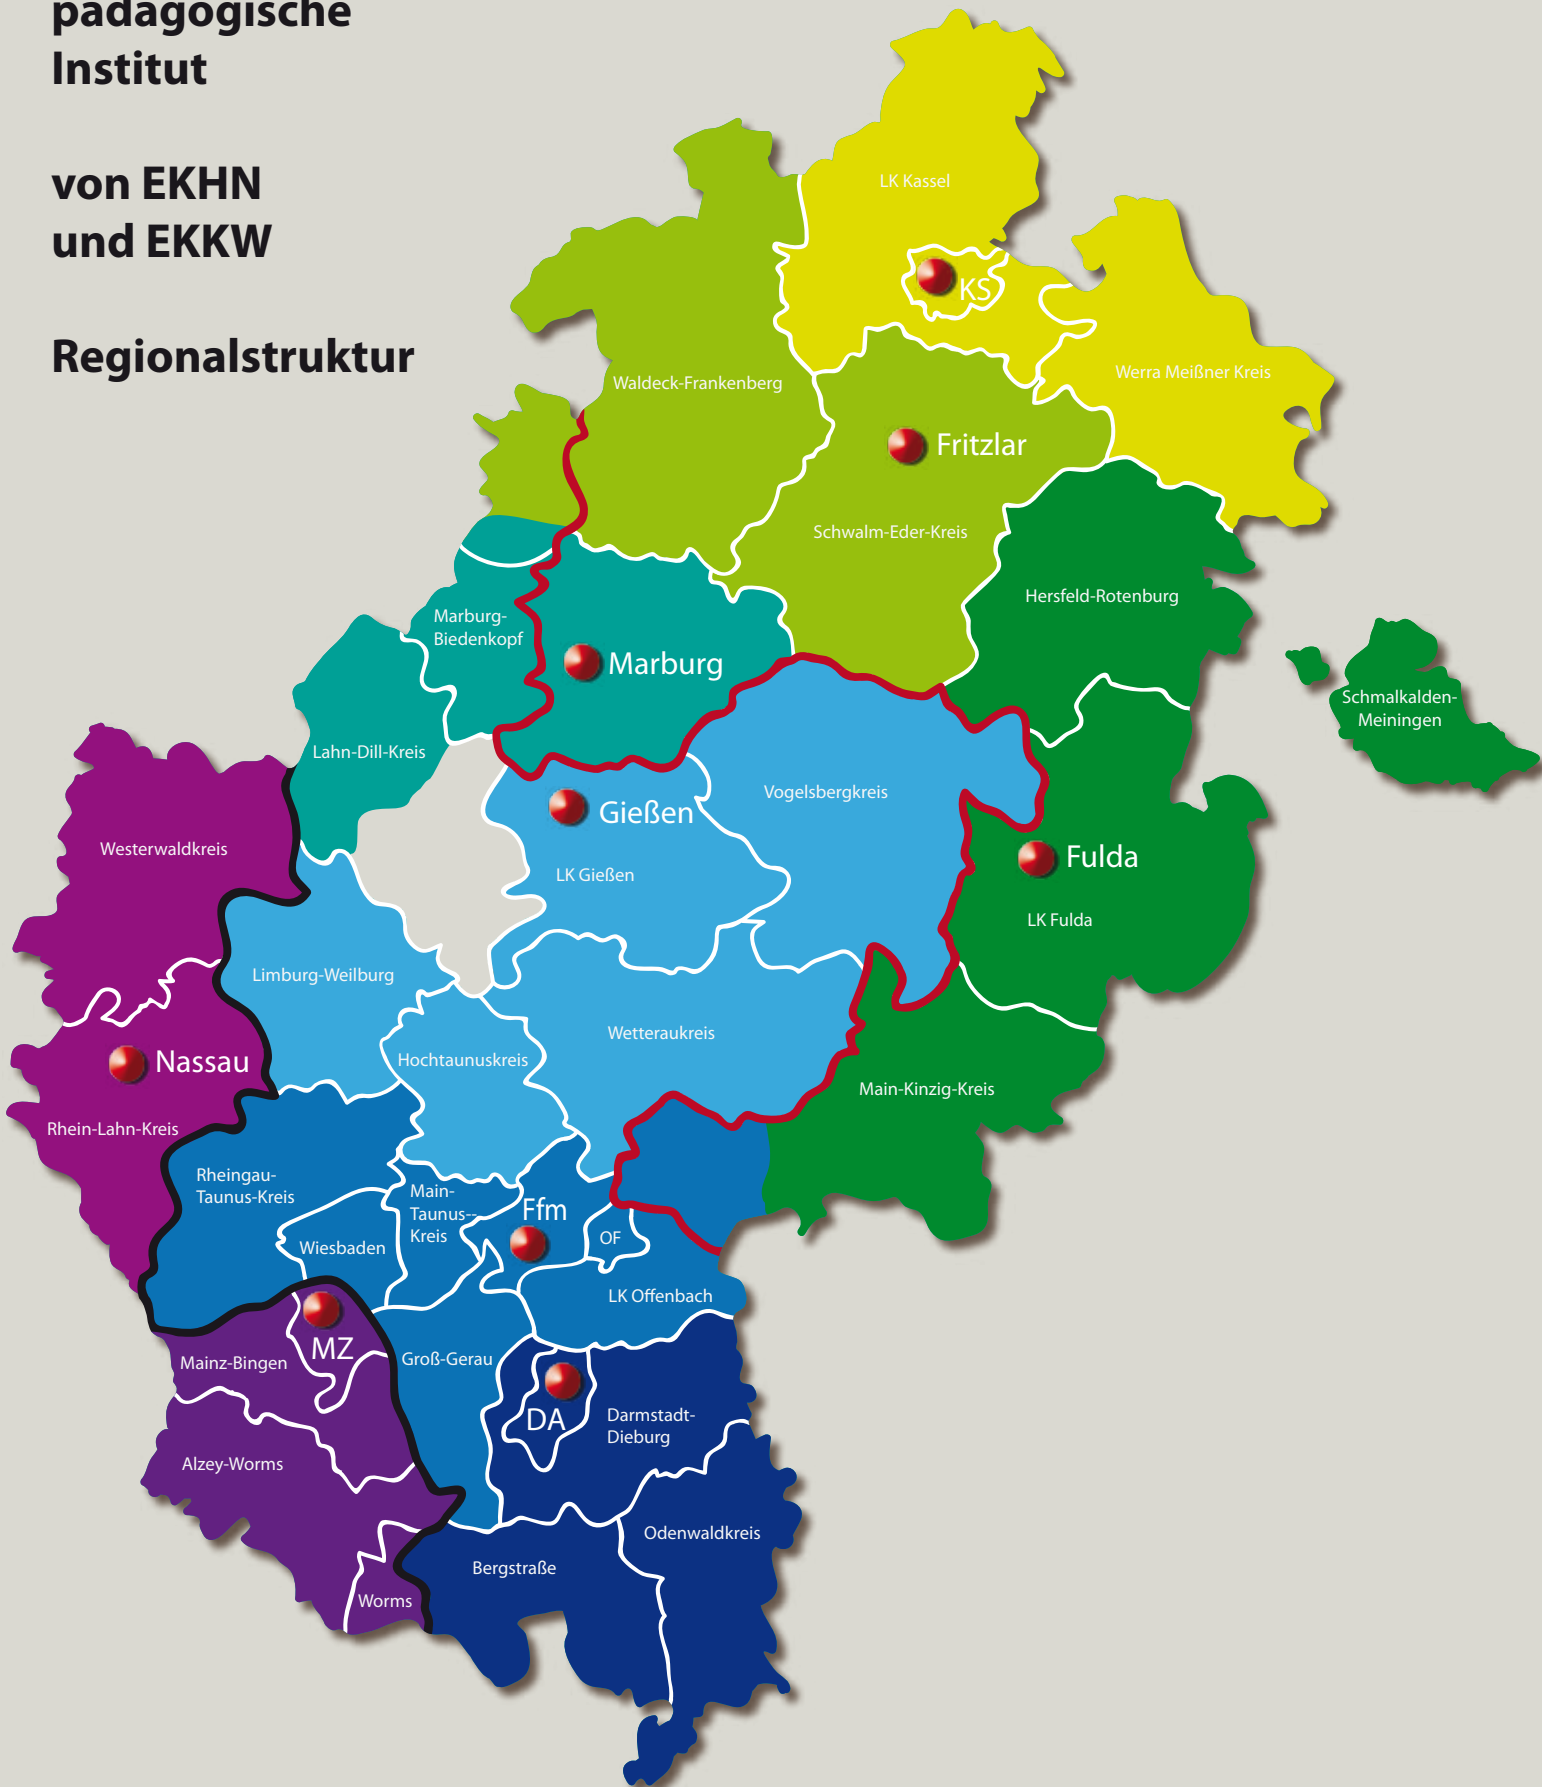 pädagogische
Institut
von EKHN
und EKKW
Regionalstruktur
LK Kassel
KS
Waldeck-Frankenberg
Werra Meißner Kreis
Fritzlar
Schwalm-Eder-Kreis
Hersfeld-Rotenburg
Marburg-
Biedenkopf
Marburg
Schmalkalden-
Meiningen
Lahn-Dill-Kreis
Vogelsbergkreis
Gießen
LK Gießen
Westerwaldkreis
Fulda
LK Fulda
Limburg-Weilburg
Wetteraukreis
Hochtaunuskreis
Nassau
Main-Kinzig-Kreis
Rhein-Lahn-Kreis
Rheingau-
Taunus-Kreis
Main-
Taunus--
Kreis
Ffm
OF
Wiesbaden
LK Offenbach
MZ
Mainz-Bingen
Groß-Gerau
DA
Darmstadt-
Dieburg
Alzey-Worms
Odenwaldkreis
Bergstraße
Worms